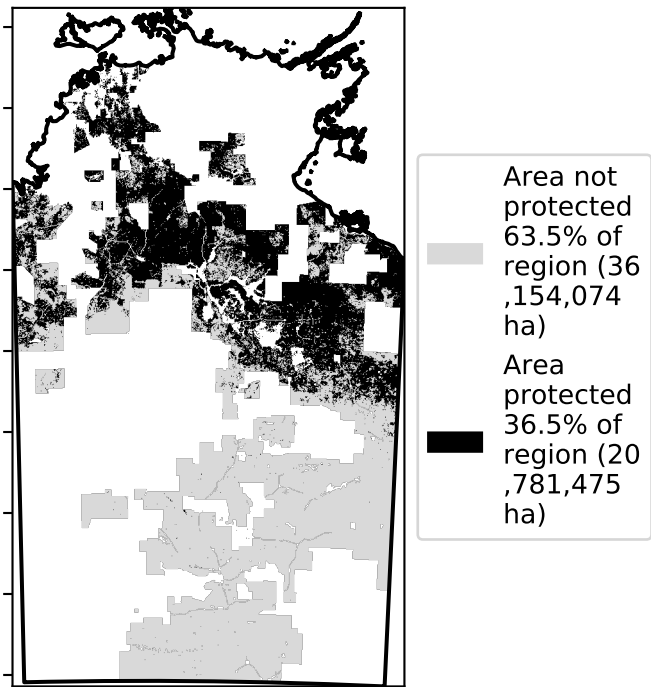 Area not
protected
63.5% of
region (36
,154,074
ha)
Area
protected
36.5% of
region (20
,781,475
ha)